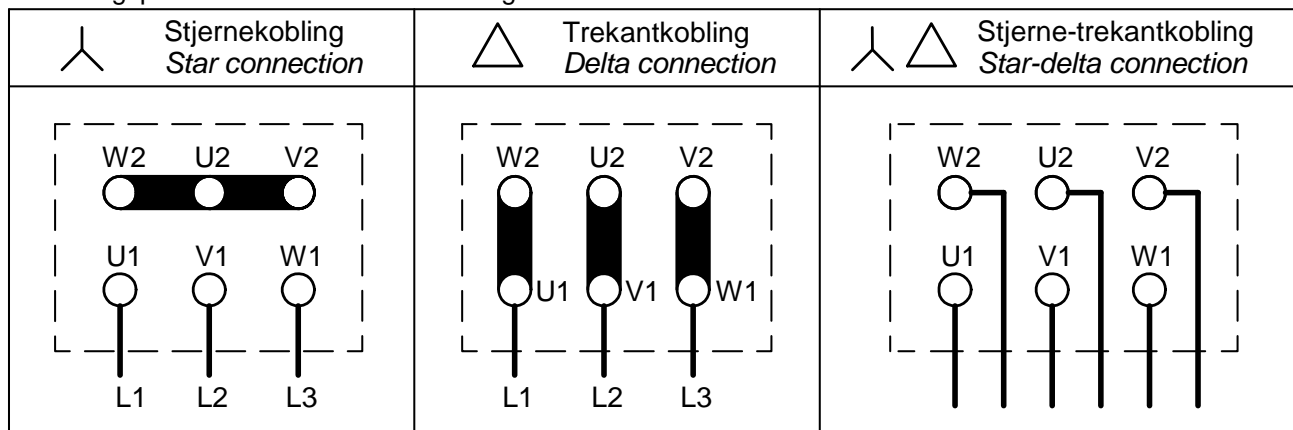 Stjernekobling
Star connection
Trekantkobling
Delta connection
Stjerne-trekantkobling
Star-delta connection
W2 U2 V2
U1 V1 W1
L1 L2 L3
W2 U2 V2
U1 V1 W1
L1 L2 L3
W2 U2 V2
U1 V1 W1